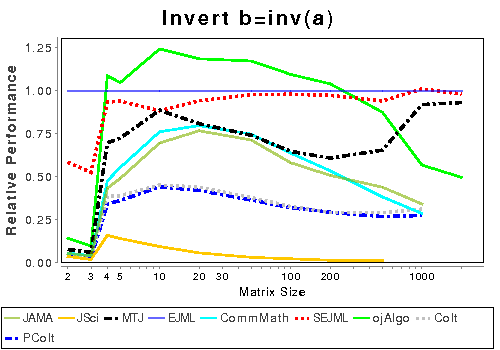 Invert b=inv(a)
Relative Performance
1.25
1.00
0.75
0.50
0.25
0.00
2 3 4 5 10 20 30 100 200 1000
Matrix Size
JAMA JSci MTJ EJML CommMath SEJML ojAlgo Colt
PColt